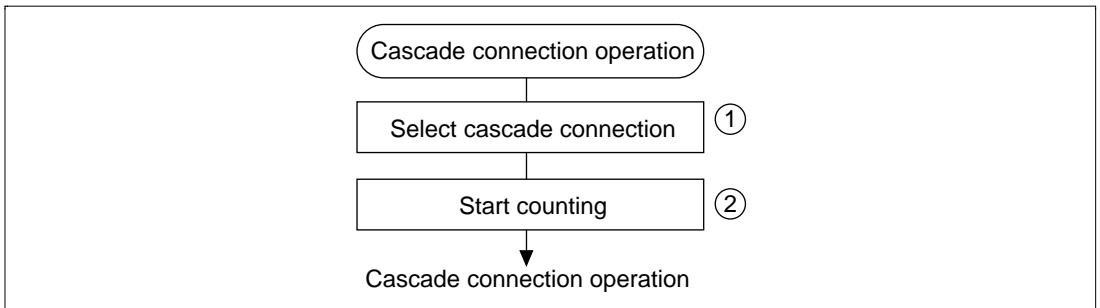 Cascade connection operation
Select cascade connection ①
Start counting ②
Cascade connection operation